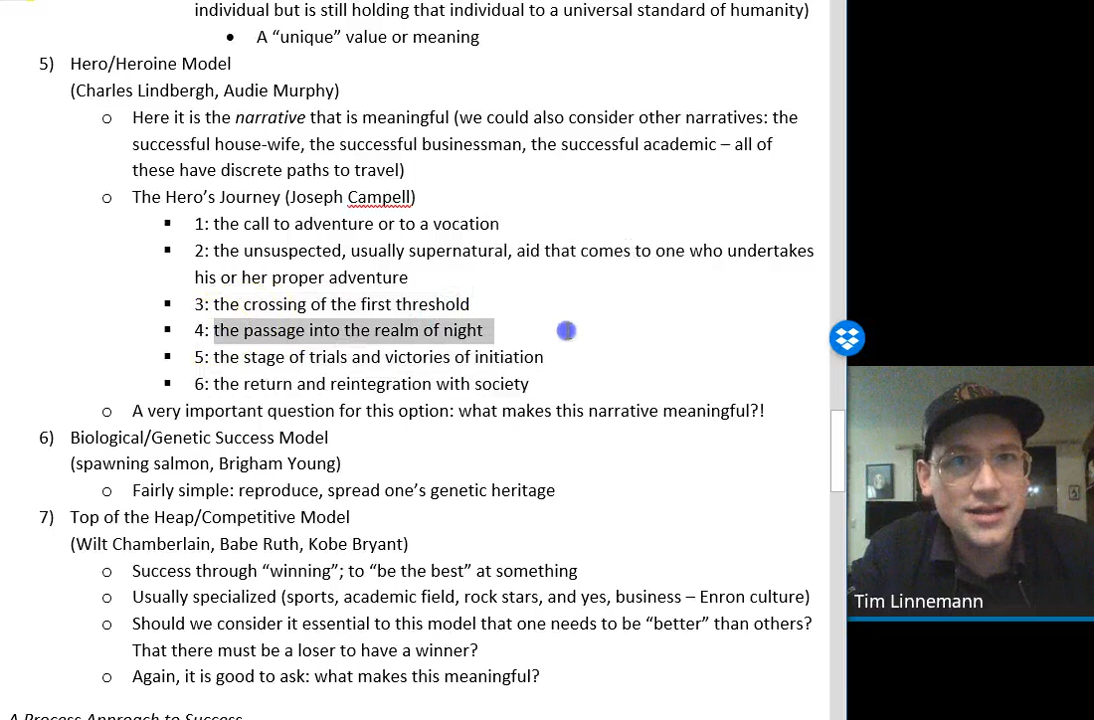 individual but is still holding that individual to a universal standard of humanity)
• A “unique” value or meaning
5) Hero/Heroine Model
(Charles Lindbergh, Audie Murphy)
o Here it is the narrative that is meaningful (we could also consider other narratives: the
successful house-wife, the successful businessman, the successful academic – all of
these have discrete paths to travel)
o The Hero’s Journey (Joseph Campell)
▪ 1: the call to adventure or to a vocation
▪ 2: the unsuspected, usually supernatural, aid that comes to one who undertakes
his or her proper adventure
▪ 3: the crossing of the first threshold
▪ 4: the passage into the realm of night
▪ 5: the stage of trials and victories of initiation
▪ 6: the return and reintegration with society
o A very important question for this option: what makes this narrative meaningful?!
6) Biological/Genetic Success Model
(spawning salmon, Brigham Young)
o Fairly simple: reproduce, spread one’s genetic heritage
7) Top of the Heap/Competitive Model
(Wilt Chamberlain, Babe Ruth, Kobe Bryant)
o Success through “winning”; to “be the best” at something
o Usually specialized (sports, academic field, rock stars, and yes, business – Enron culture)
o Should we consider it essential to this model that one needs to be “better” than others?
That there must be a loser to have a winner?
o Again, it is good to ask: what makes this meaningful?
A Process Approach to Success
Tim Linnemann